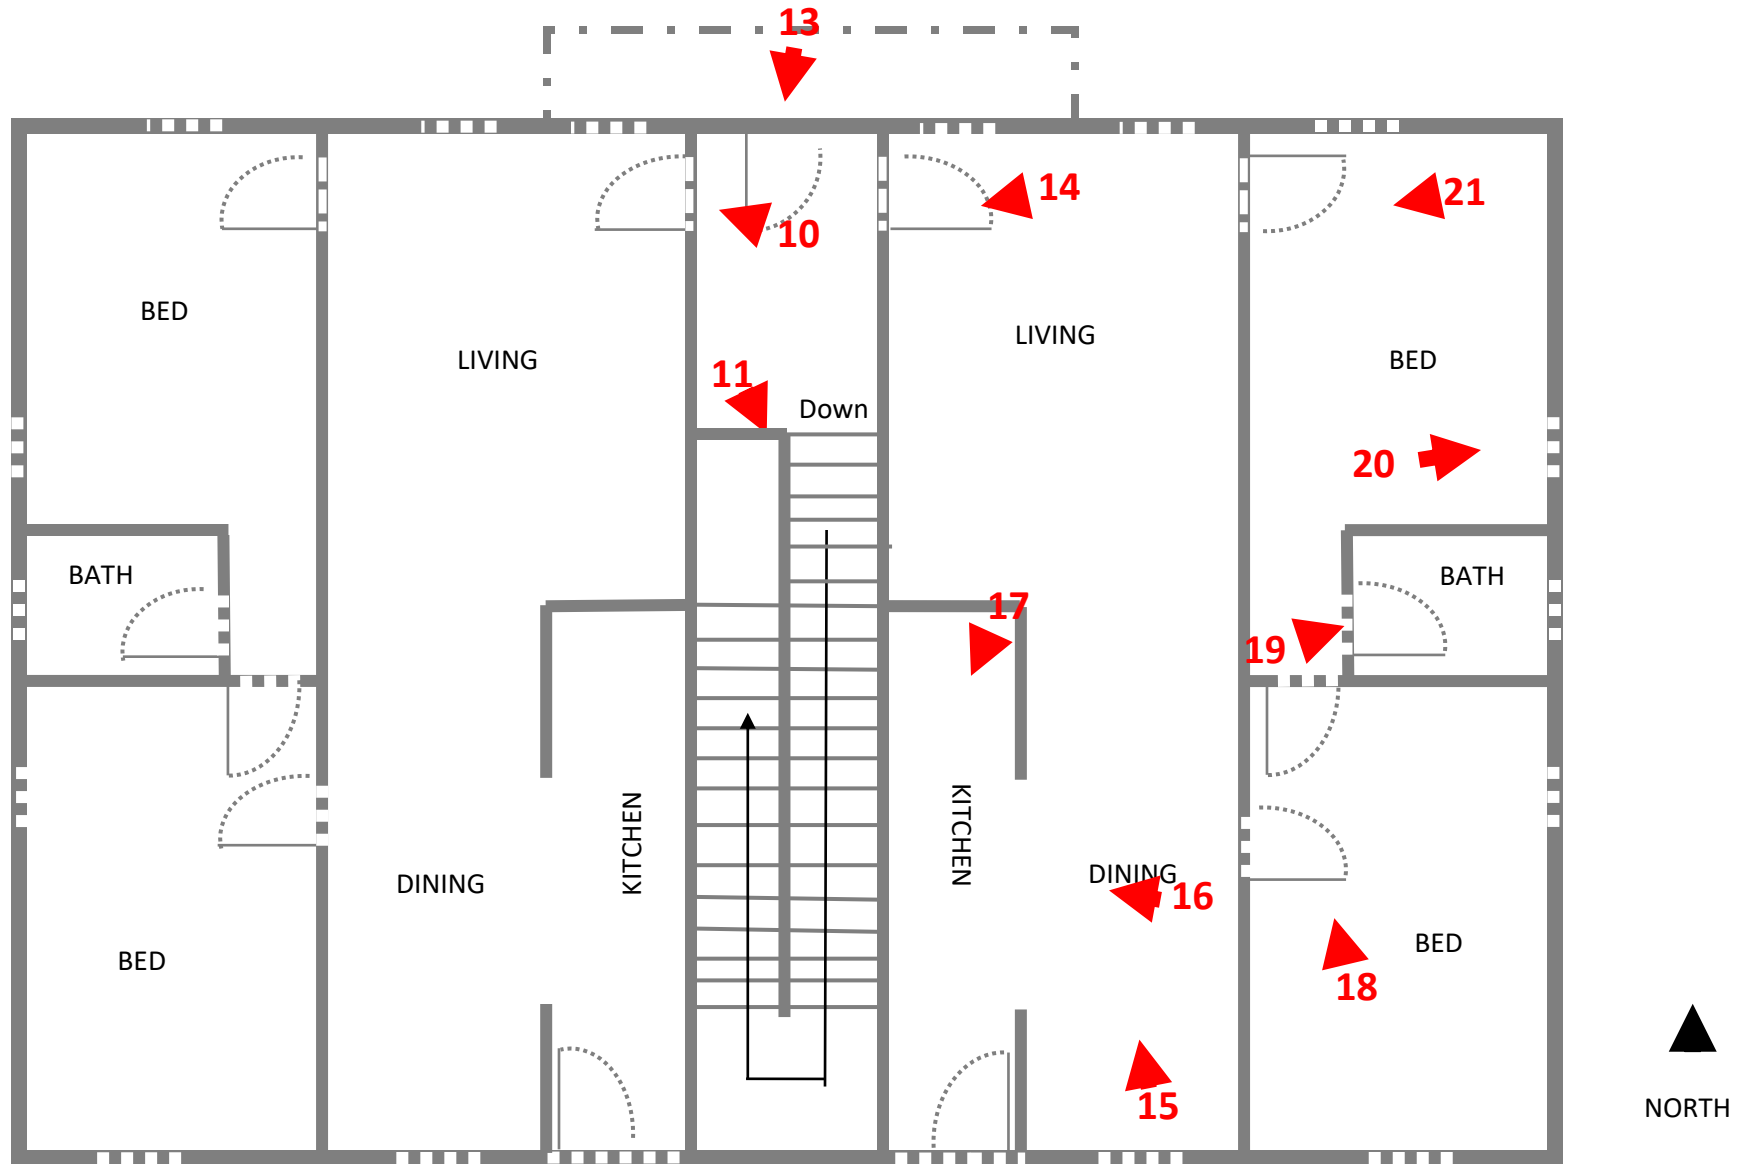 13
14
21
10
BED
LIVING
LIVING
BED
11
Down
20
BATH
BATH
17
19
KITCHEN
KITCHEN
DINING
DINING
16
BED
BED
18
15
NORTH